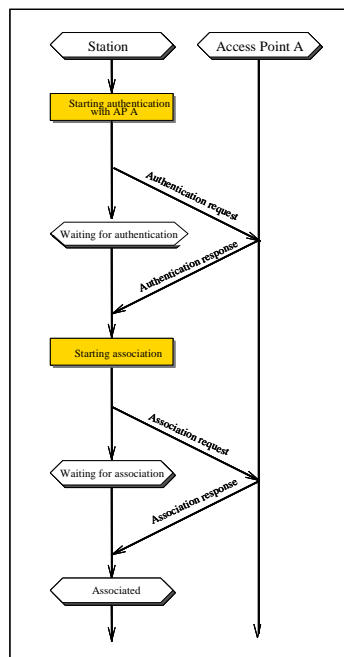 Station
Access Point A
Starting authentication
with AP A
Authentication request
Waiting for authentication
Authentication response
Starting association
Association request
Waiting for association
Association response
Associated